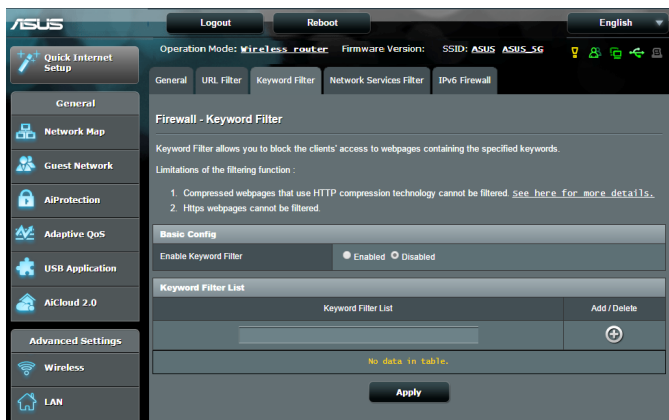 ASUS
Logout
Reboot
English
Quick Internet Setup
Operation Mode: Wireless router Firmware Version: SSID: ASUS ASUS_5G
General
URL Filter
Keyword Filter
Network Services Filter
IPv6 Firewall
General
Network Map
Guest Network
AiProtection
Adaptive QoS
USB Application
AiCloud 2.0
Advanced Settings
Wireless
LAN
Firewall - Keyword Filter
Keyword Filter allows you to block the clients' access to webpages containing the specified keywords.
Limitations of the filtering function :
1. Compressed webpages that use HTTP compression technology cannot be filtered. See here for more details.
2. Https webpages cannot be filtered.
Basic Config
Enable Keyword Filter
Enabled Disabled
Keyword Filter List
Keyword Filter List
Add / Delete
No data in table.
Apply